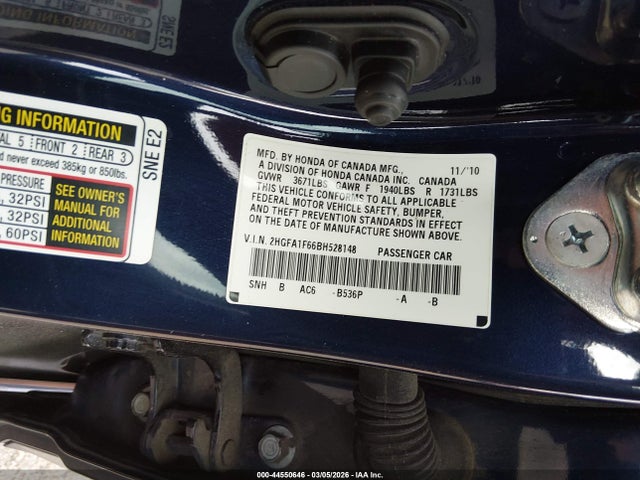 NG INFORMATION
AL 5 FRONT 2 REAR 3
d never exceed 385kg or 850lbs.
PRESSURE
, 32PSI
, 32PSI
, 60PSI
SEE OWNER'S
MANUAL FOR
ADDITIONAL
INFORMATION
SNE E2
MFD. BY HONDA OF CANADA MFG., 11/'10
A DIVISION OF HONDA CANADA INC. CANADA
GVWR 3671LBS GAWR F 1940LBS R 1731LBS
THIS VEHICLE CONFORMS TO ALL APPLICABLE
FEDERAL MOTOR VEHICLE SAFETY, BUMPER,
AND THEFT PREVENTION STANDARDS IN EFFECT
ON THE DATE OF MANUFACTURE SHOWN ABOVE.
V.I.N. 2HGFA1F66BH528148 PASSENGER CAR
SNH B AC6 -B536P -A -B
000-44550646 - 03/05/2026 - IAA Inc.